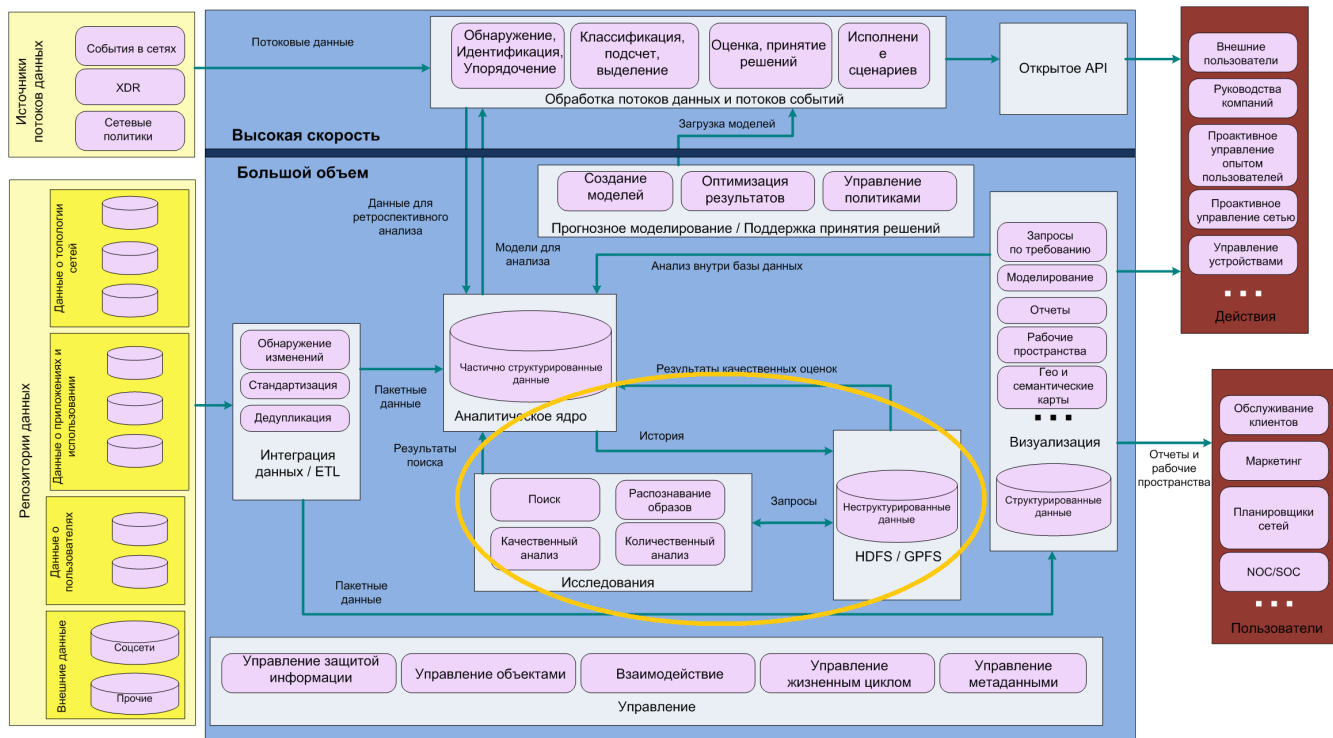 Источники
потоков данных
События в сетях
XDR
Сетевые
политики
Потоковые данные
Обнаружение,
Идентификация,
Упорядочение
Классификация,
подсчет,
выделение
Оценка, принятие
решений
Исполнени
е
сценариев
Обработка потоков данных и потоков событий
Открытое API
Внешние
пользователи
Руководства
компаний
Проактивное
управление
опытом
пользователей
Проактивное
управление сетью
Управление
устройствами
Действия
Высокая скорость
Загрузка моделей
Большой объем
Создание
моделей
Оптимизация
результатов
Управление
политиками
Прогнозное моделирование / Поддержка принятия решений
Данные для
ретроспективного
анализа
Модели для
анализа
Анализ внутри базы данных
Запросы
по требованию
Моделирование
Отчеты
Рабочие
пространства
Гео и
семантические
карты
Визуализация
Структурированные
данные
Репозитории данных
Данные о топологии
сетей
Данные о приложениях и
использовании
Данные о
пользователях
Внешние данные
Соцсети
Прочие
Обнаружение
изменений
Стандартизация
Дедупликация
Интеграция
данных / ETL
Пакетные
данные
Частично структурированные
данные
Аналитическое ядро
Результаты качественных оценок
Результаты
поиска
История
Поиск
Распознавание
образов
Качественный
анализ
Количественный
анализ
Исследования
Запросы
Неструктурированные
данные
HDFS / GPFS
Пакетные
данные
Отчеты и
рабочие
пространства
Обслуживание
клиентов
Маркетинг
Планировщики
сетей
NOC/SOC
Пользователи
Управление защитой
информации
Управление объектами
Взаимодействие
Управление
жизненным циклом
Управление
метаданными
Управление